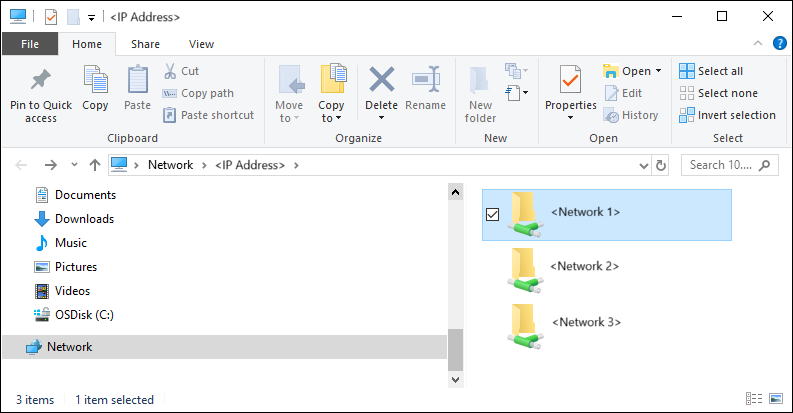 <IP Address>
File Home Share View
Pin to Quick access
Copy
Paste
Cut
Copy path
Paste shortcut
Clipboard
Move to
Copy to
Delete
Rename
Organize
New folder
New
Properties
Open
Edit
History
Open
Select all
Select none
Invert selection
Select
Network <IP Address>
Search 10....
Documents
Downloads
Music
Pictures
Videos
OSDisk (C:)
Network
<Network 1>
<Network 2>
<Network 3>
3 items 1 item selected